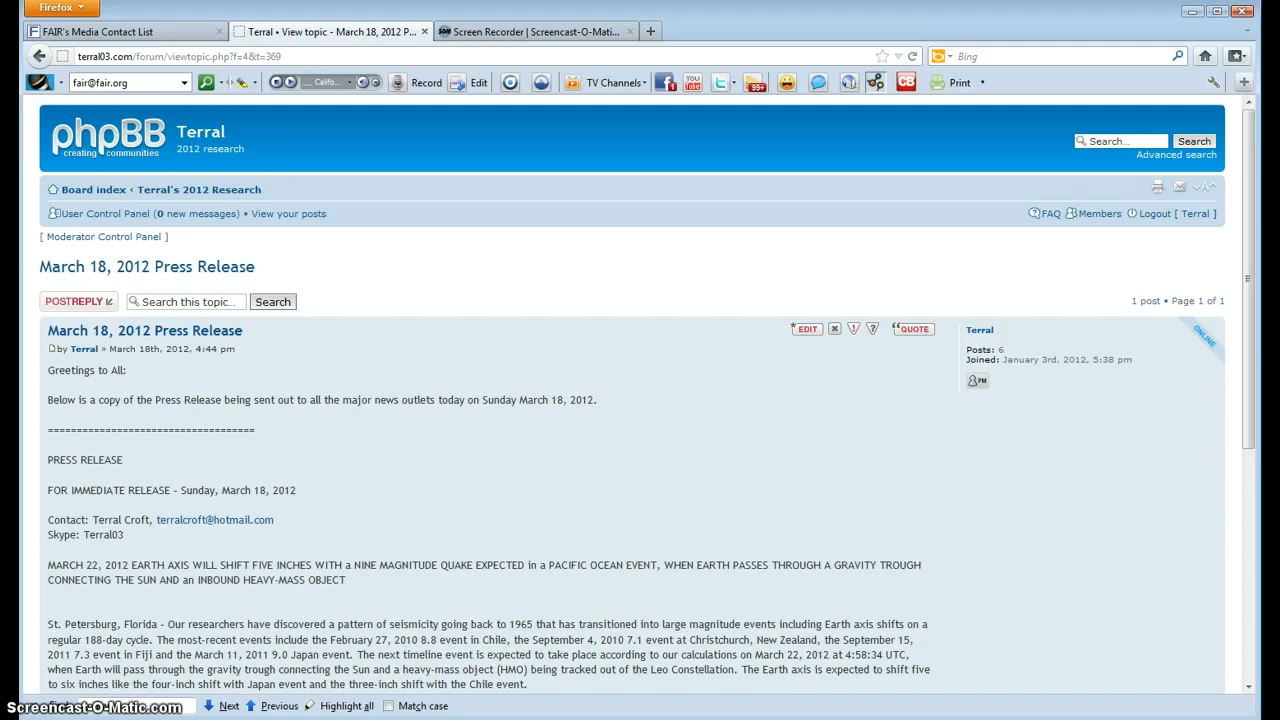 Firefox
FAIR's Media Contact List
Terral • View topic - March 18, 2012 P...
Screen Recorder | Screencast-O-Mati...
terral03.com/forum/viewtopic.php?f=4&t=369
Bing
fair@fair.org
Califo...
Record
Edit
TV Channels
1
You
99+
CB
Print
phpBB
creating communities
Terral
2012 research
Search...
Search
Advanced search
Board index ‹ Terral's 2012 Research
User Control Panel (0 new messages) • View your posts
FAQ
Members
Logout [ Terral ]
[ Moderator Control Panel ]
March 18, 2012 Press Release
POSTREPLY
Search this topic...
Search
1 post • Page 1 of 1
March 18, 2012 Press Release
EDIT
QUOTE
Terral
ONLINE
by Terral » March 18th, 2012, 4:44 pm
Posts: 6
Joined: January 3rd, 2012, 5:38 pm
PM
Greetings to All:
Below is a copy of the Press Release being sent out to all the major news outlets today on Sunday March 18, 2012.
====================================
PRESS RELEASE
FOR IMMEDIATE RELEASE - Sunday, March 18, 2012
Contact: Terral Croft, terralcroft@hotmail.com
Skype: Terral03
MARCH 22, 2012 EARTH AXIS WILL SHIFT FIVE INCHES WITH a NINE MAGNITUDE QUAKE EXPECTED in a PACIFIC OCEAN EVENT, WHEN EARTH PASSES THROUGH A GRAVITY TROUGH
CONNECTING THE SUN AND an INBOUND HEAVY-MASS OBJECT
St. Petersburg, Florida - Our researchers have discovered a pattern of seismicity going back to 1965 that has transitioned into large magnitude events including Earth axis shifts on a
regular 188-day cycle. The most-recent events include the February 27, 2010 8.8 event in Chile, the September 4, 2010 7.1 event at Christchurch, New Zealand, the September 15,
2011 7.3 event in Fiji and the March 11, 2011 9.0 Japan event. The next timeline event is expected to take place according to our calculations on March 22, 2012 at 4:58:34 UTC,
when Earth will pass through the gravity trough connecting the Sun and a heavy-mass object (HMO) being tracked out of the Leo Constellation. The Earth axis is expected to shift five
to six inches like the four-inch shift with Japan event and the three-inch shift with the Chile event.
Screencast-O-Matic.com
Next
Previous
Highlight all
Match case